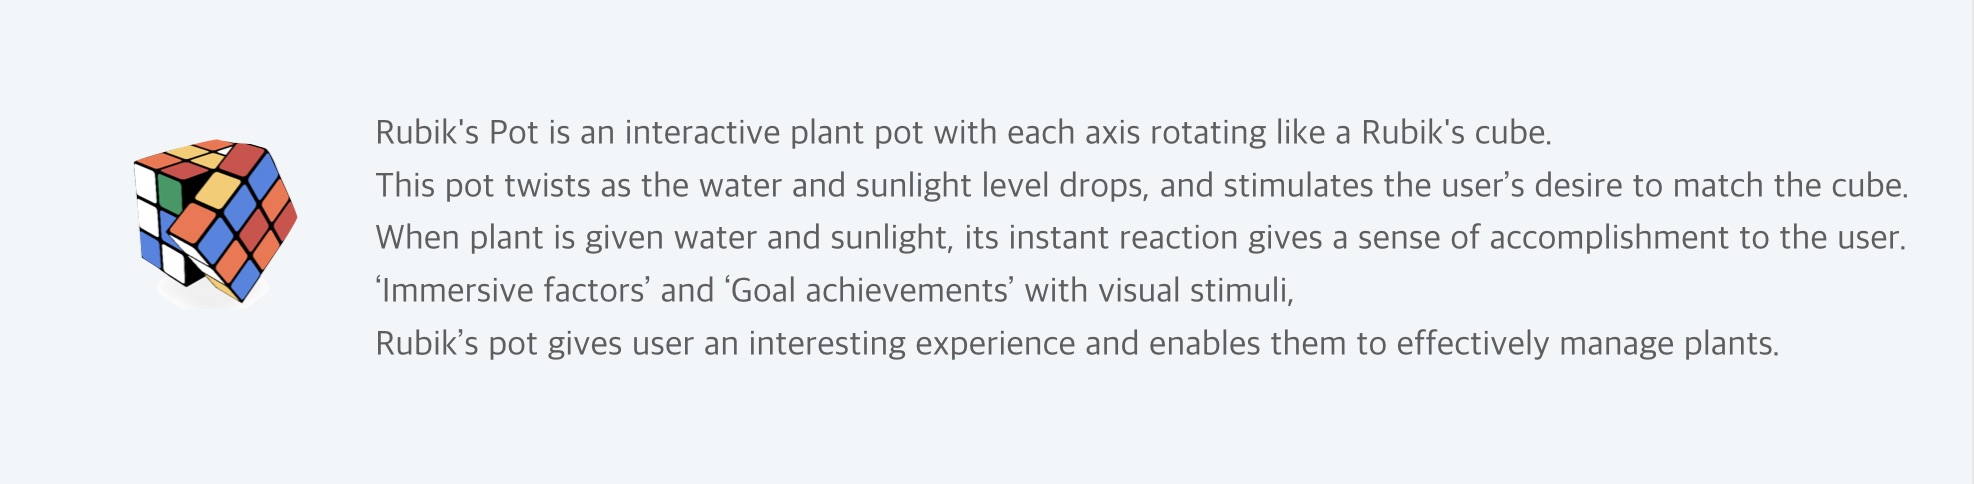 Rubik's Pot is an interactive plant pot with each axis rotating like a Rubik's cube.
This pot twists as the water and sunlight level drops, and stimulates the user’s desire to match the cube.
When plant is given water and sunlight, its instant reaction gives a sense of accomplishment to the user.
‘Immersive factors’ and ‘Goal achievements’ with visual stimuli,
Rubik’s pot gives user an interesting experience and enables them to effectively manage plants.